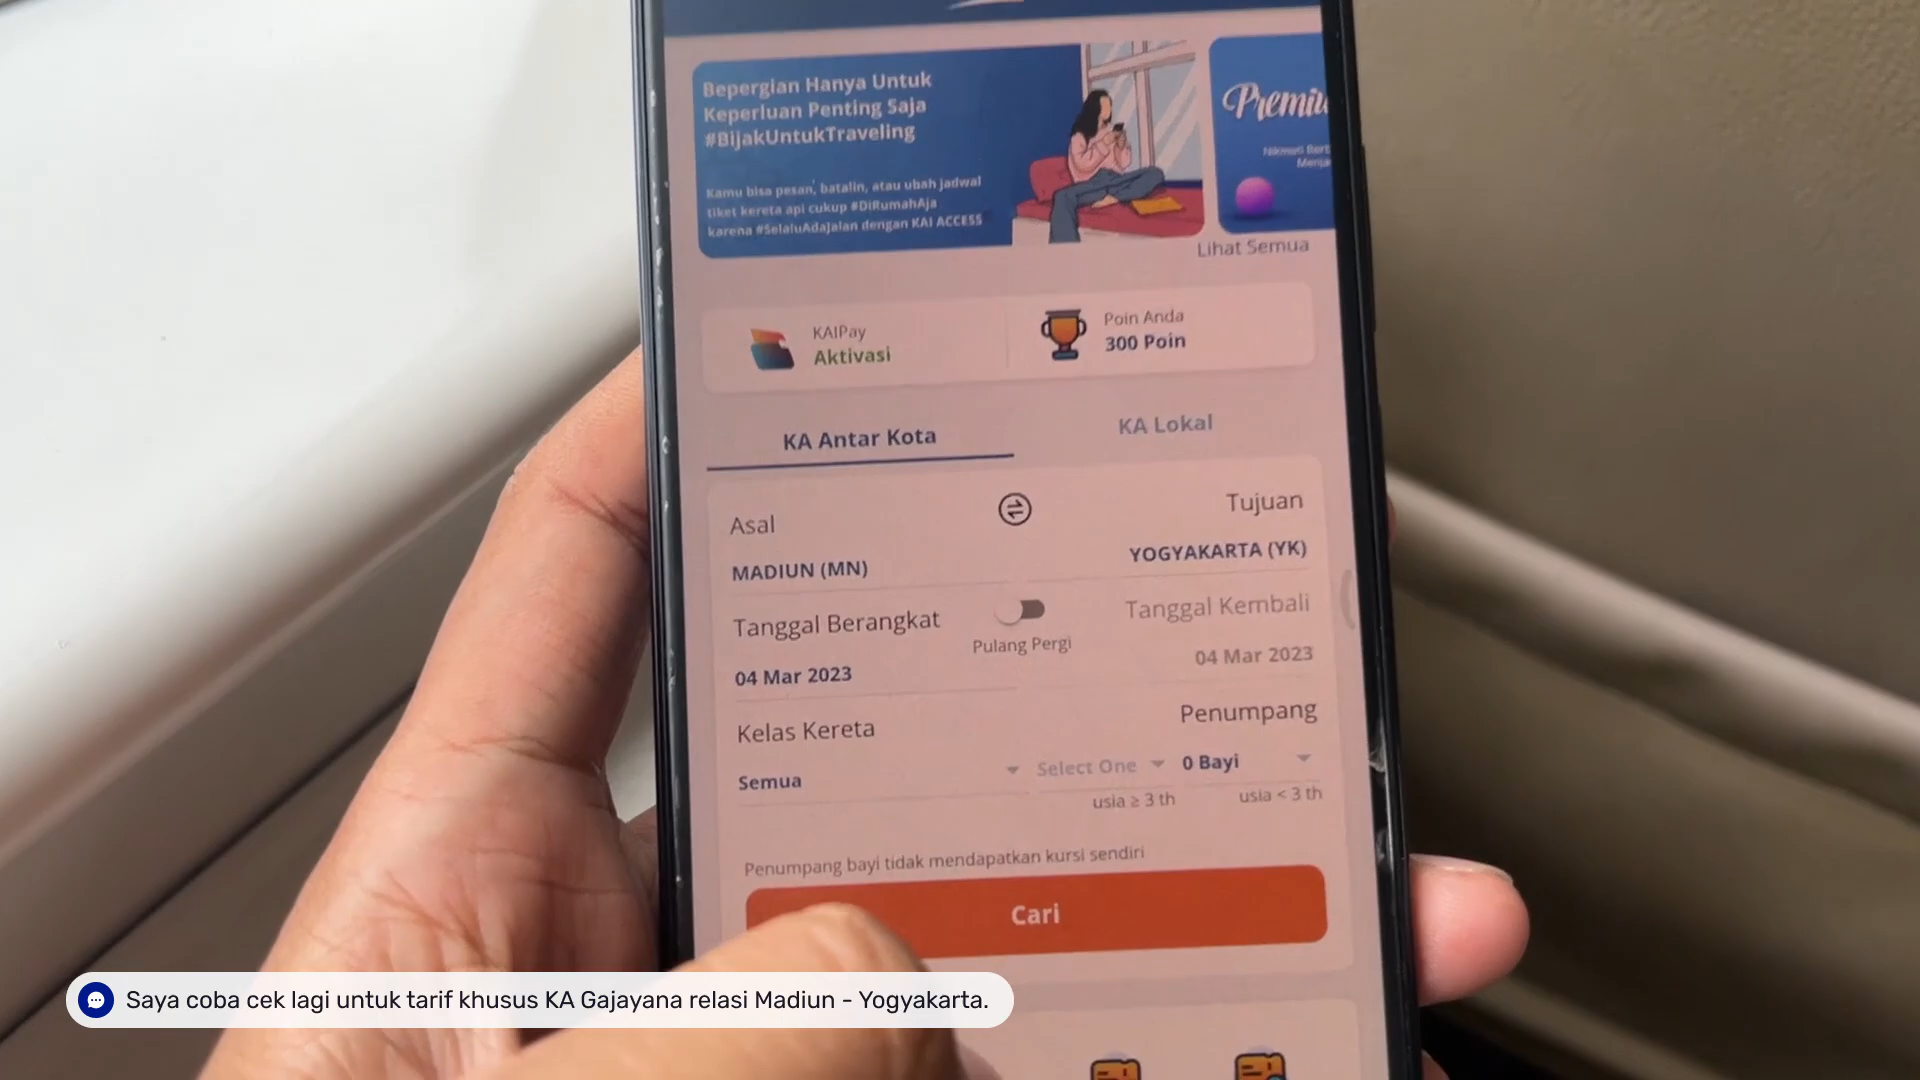 Bepergian Hanya Untuk
Keperluan Penting Saja
#BijakUntukTraveling
Kamu bisa pesan, batalin, atau ubah jadwal
tiket kereta api cukup #DiRumahAja
karena #SelaluAdaJalan dengan KAI ACCESS
Premiu
Nikmati Berb
Menja
Lihat Semua
KAIPay
Aktivasi
Poin Anda
300 Poin
KA Antar Kota
KA Lokal
Asal
Tujuan
MADIUN (MN)
YOGYAKARTA (YK)
Tanggal Berangkat
Pulang Pergi
Tanggal Kembali
04 Mar 2023
04 Mar 2023
Kelas Kereta
Penumpang
Semua
Select One
0 Bayi
usia ≥ 3 th
usia < 3 th
Penumpang bayi tidak mendapatkan kursi sendiri
Cari
Saya coba cek lagi untuk tarif khusus KA Gajayana relasi Madiun - Yogyakarta.